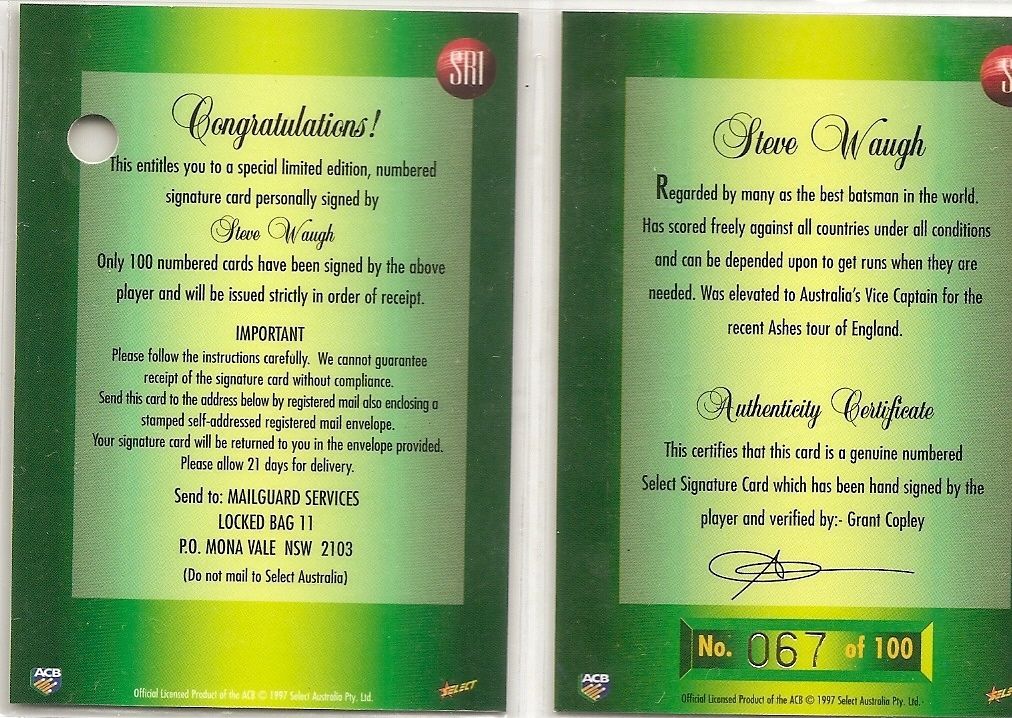 SR1
Congratulations!
This entitles you to a special limited edition, numbered
signature card personally signed by
Steve Waugh
Only 100 numbered cards have been signed by the above
player and will be issued strictly in order of receipt.
IMPORTANT
Please follow the instructions carefully. We cannot guarantee
receipt of the signature card without compliance.
Send this card to the address below by registered mail also enclosing a
stamped self-addressed registered mail envelope.
Your signature card will be returned to you in the envelope provided.
Please allow 21 days for delivery.
Send to: MAILGUARD SERVICES
LOCKED BAG 11
P.O. MONA VALE NSW 2103
(Do not mail to Select Australia)
ACB
Official Licensed Product of the ACB © 1997 Select Australia Pty. Ltd.
SELECT
S
Steve Waugh
Regarded by many as the best batsman in the world.
Has scored freely against all countries under all conditions
and can be depended upon to get runs when they are
needed. Was elevated to Australia's Vice Captain for the
recent Ashes tour of England.
Authenticity Certificate
This certifies that this card is a genuine numbered
Select Signature Card which has been hand signed by the
player and verified by:- Grant Copley
No. 067 of 100
ACB
Official Licensed Product of the ACB © 1997 Select Australia Pty. Ltd.
SELE